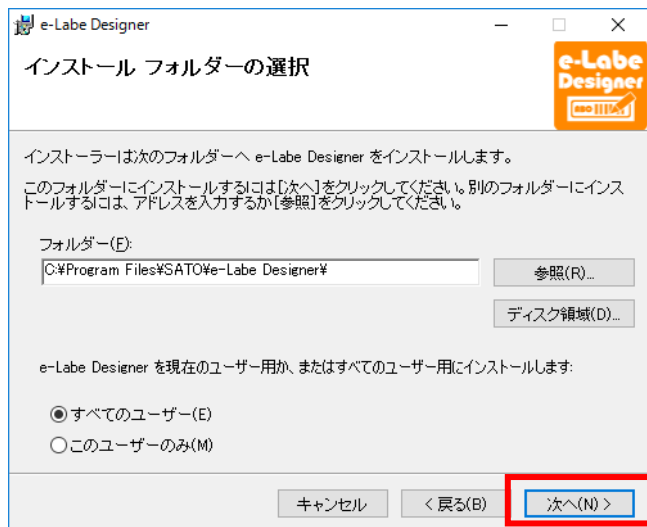 e-Labe Designer
インストール フォルダーの選択
e-Labe
Designer
インストーラーは次のフォルダーへ e-Labe Designer をインストールします。
このフォルダーにインストールするには[次へ]をクリックしてください。別のフォルダーにインス
トールするには、アドレスを入力するか[参照]をクリックしてください。
フォルダー(F):
C:¥Program Files¥SATO¥e-Labe Designer¥
参照(R)...
ディスク領域(D)...
e-Labe Designer を現在のユーザー用か、またはすべてのユーザー用にインストールします:
すべてのユーザー(E)
このユーザーのみ(M)
キャンセル
< 戻る(B)
次へ(N) >